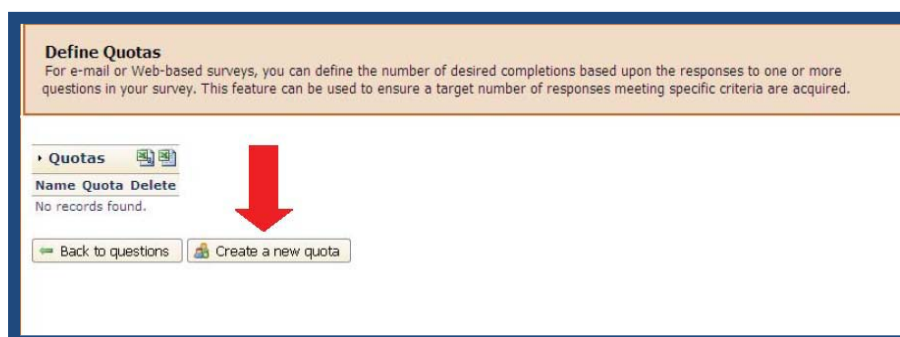 Define Quotas
For e-mail or Web-based surveys, you can define the number of desired completions based upon the responses to one or more
questions in your survey. This feature can be used to ensure a target number of responses meeting specific criteria are acquired.
Quotas
Name Quota Delete
No records found.
Back to questions Create a new quota